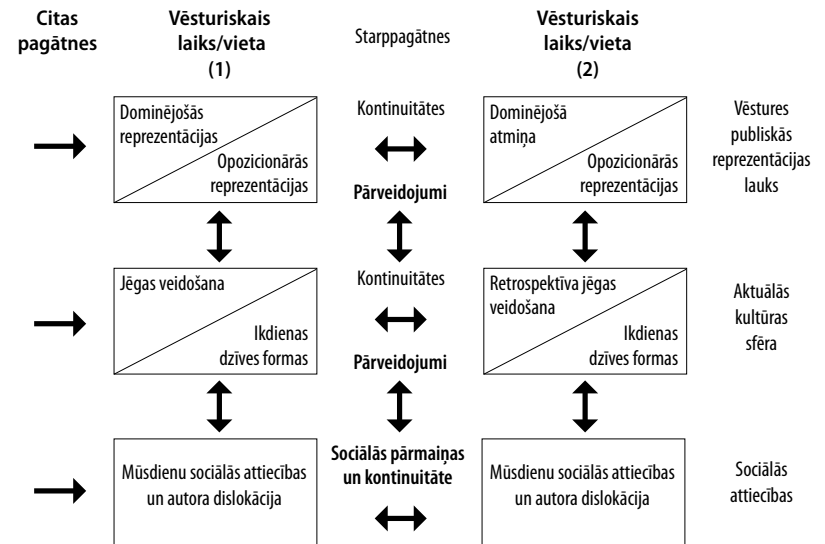 Citas
pagātnes
Vēsturiskais
laiks/vieta
(1)
Starppagātnes
Vēsturiskais
laiks/vieta
(2)
Dominējošās
reprezentācijas
Opozicionārās
reprezentācijas
Kontinuitātes
Pārveidojumi
Dominējošā
atmiņa
Opozicionārās
reprezentācijas
Vēstures
publiskās
reprezentācijas
lauks
Jēgas veidošana
Ikdienas
dzīves formas
Kontinuitātes
Pārveidojumi
Retrospektīva jēgas
veidošana
Ikdienas
dzīves formas
Aktuālās
kultūras
sfēra
Mūsdienu sociālās attiecības
un autora dislokācija
Sociālās pārmaiņas
un kontinuitāte
Mūsdienu sociālās attiecības
un autora dislokācija
Sociālās
attiecības